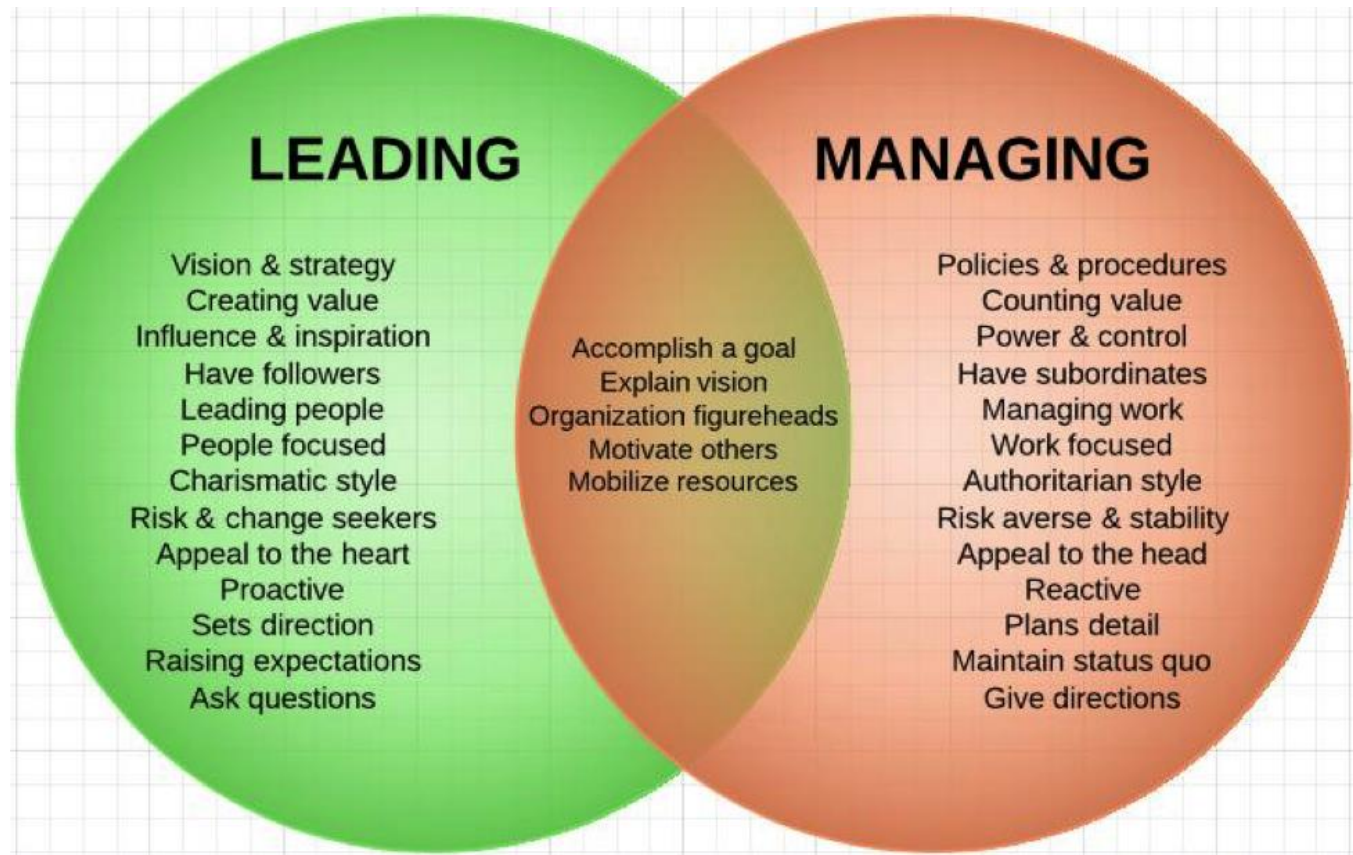 LEADING
Vision & strategy
Creating value
Influence & inspiration
Have followers
Leading people
People focused
Charismatic style
Risk & change seekers
Appeal to the heart
Proactive
Sets direction
Raising expectations
Ask questions
Accomplish a goal
Explain vision
Organization figureheads
Motivate others
Mobilize resources
MANAGING
Policies & procedures
Counting value
Power & control
Have subordinates
Managing work
Work focused
Authoritarian style
Risk averse & stability
Appeal to the head
Reactive
Plans detail
Maintain status quo
Give directions